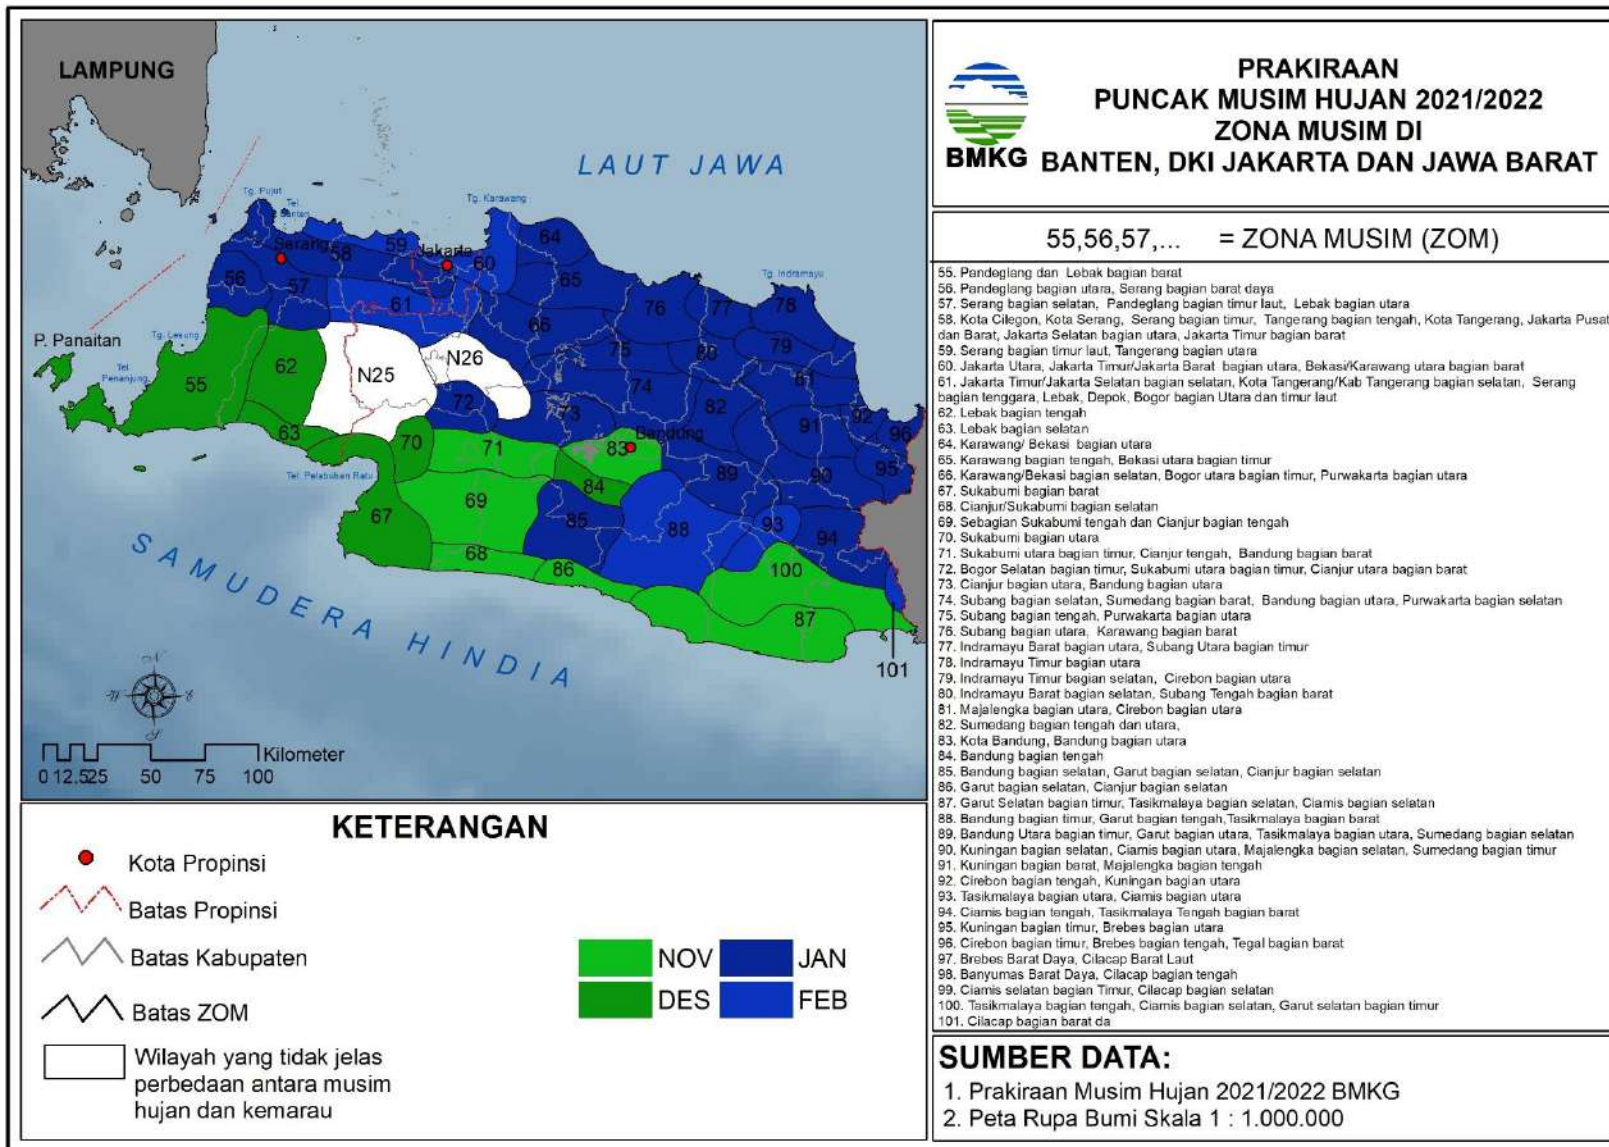 LAMPUNG
LAUT JAWA
Tg. Pujut
Tel. Banten
Tg. Karawang
Serang
Jakarta
Tg. Indramayu
P. Panaitan
Tg. Lesung
Tel. Penanjung
Bandung
Tel. Pelabuhan Ratu
SAMUDERA HINDIA
64
59
58
60
65
56
57
61
76
77
78
66
N26
75
80
79
81
N25
74
55
62
72
73
82
91
92
96
63
70
71
83
89
90
95
84
69
67
85
88
93
94
68
86
100
87
101
Kilometer
0 12.525 50 75 100
KETERANGAN
Kota Propinsi
Batas Propinsi
Batas Kabupaten
Batas ZOM
Wilayah yang tidak jelas
perbedaan antara musim
hujan dan kemarau
NOV
JAN
DES
FEB
BMKG
PRAKIRAAN
PUNCAK MUSIM HUJAN 2021/2022
ZONA MUSIM DI
BANTEN, DKI JAKARTA DAN JAWA BARAT
55,56,57,... = ZONA MUSIM (ZOM)
55. Pandeglang dan Lebak bagian barat
56. Pandeglang bagian utara, Serang bagian barat daya
57. Serang bagian selatan, Pandeglang bagian timur laut, Lebak bagian utara
58. Kota Cilegon, Kota Serang, Serang bagian timur, Tangerang bagian tengah, Kota Tangerang, Jakarta Pusat
dan Barat, Jakarta Selatan bagian utara, Jakarta Timur bagian barat
59. Serang bagian timur laut, Tangerang bagian utara
60. Jakarta Utara, Jakarta Timur/Jakarta Barat bagian utara, Bekasi/Karawang utara bagian barat
61. Jakarta Timur/Jakarta Selatan bagian selatan, Kota Tangerang/Kab Tangerang bagian selatan, Serang
bagian tenggara, Lebak, Depok, Bogor bagian Utara dan timur laut
62. Lebak bagian tengah
63. Lebak bagian selatan
64. Karawang/ Bekasi bagian utara
65. Karawang bagian tengah, Bekasi utara bagian timur
66. Karawang/Bekasi bagian selatan, Bogor utara bagian timur, Purwakarta bagian utara
67. Sukabumi bagian barat
68. Cianjur/Sukabumi bagian selatan
69. Sebagian Sukabumi tengah dan Cianjur bagian tengah
70. Sukabumi bagian utara
71. Sukabumi utara bagian timur, Cianjur tengah, Bandung bagian barat
72. Bogor Selatan bagian timur, Sukabumi utara bagian timur, Cianjur utara bagian barat
73. Cianjur bagian utara, Bandung bagian utara
74. Subang bagian selatan, Sumedang bagian barat, Bandung bagian utara, Purwakarta bagian selatan
75. Subang bagian tengah, Purwakarta bagian utara
76. Subang bagian utara, Karawang bagian barat
77. Indramayu Barat bagian utara, Subang Utara bagian timur
78. Indramayu Timur bagian utara
79. Indramayu Timur bagian selatan, Cirebon bagian utara
80. Indramayu Barat bagian selatan, Subang Tengah bagian barat
81. Majalengka bagian utara, Cirebon bagian utara
82. Sumedang bagian tengah dan utara,
83. Kota Bandung, Bandung bagian utara
84. Bandung bagian tengah
85. Bandung bagian selatan, Garut bagian selatan, Cianjur bagian selatan
86. Garut bagian selatan, Cianjur bagian selatan
87. Garut Selatan bagian timur, Tasikmalaya bagian selatan, Ciamis bagian selatan
88. Bandung bagian timur, Garut bagian tengah,Tasikmalaya bagian barat
89. Bandung Utara bagian timur, Garut bagian utara, Tasikmalaya bagian utara, Sumedang bagian selatan
90. Kuningan bagian selatan, Ciamis bagian utara, Majalengka bagian selatan, Sumedang bagian timur
91. Kuningan bagian barat, Majalengka bagian tengah
92. Cirebon bagian tengah, Kuningan bagian utara
93. Tasikmalaya bagian utara, Ciamis bagian utara
94. Ciamis bagian tengah, Tasikmalaya Tengah bagian barat
95. Kuningan bagian timur, Brebes bagian utara
96. Cirebon bagian timur, Brebes bagian tengah, Tegal bagian barat
97. Brebes Barat Daya, Cilacap Barat Laut
98. Banyumas Barat Daya, Cilacap bagian tengah
99. Ciamis selatan bagian Timur, Cilacap bagian selatan
100. Tasikmalaya bagian tengah, Ciamis bagian selatan, Garut selatan bagian timur
101. Cilacap bagian barat da
SUMBER DATA:
1. Prakiraan Musim Hujan 2021/2022 BMKG
2. Peta Rupa Bumi Skala 1 : 1.000.000